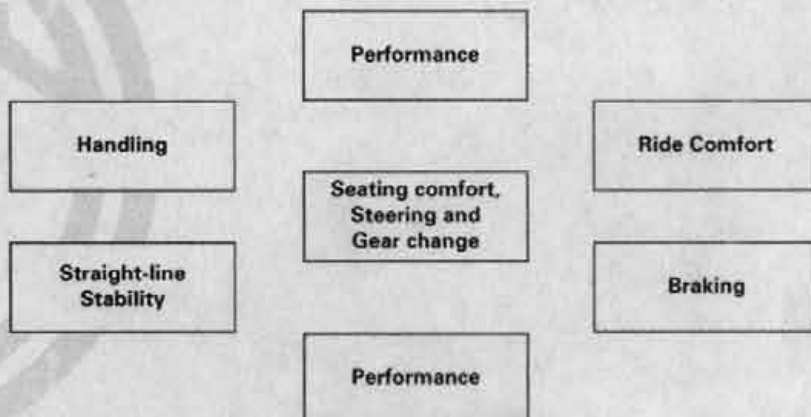 Performance
Handling
Ride Comfort
Seating comfort,
Steering and
Gear change
Straight-line
Stability
Braking
Performance